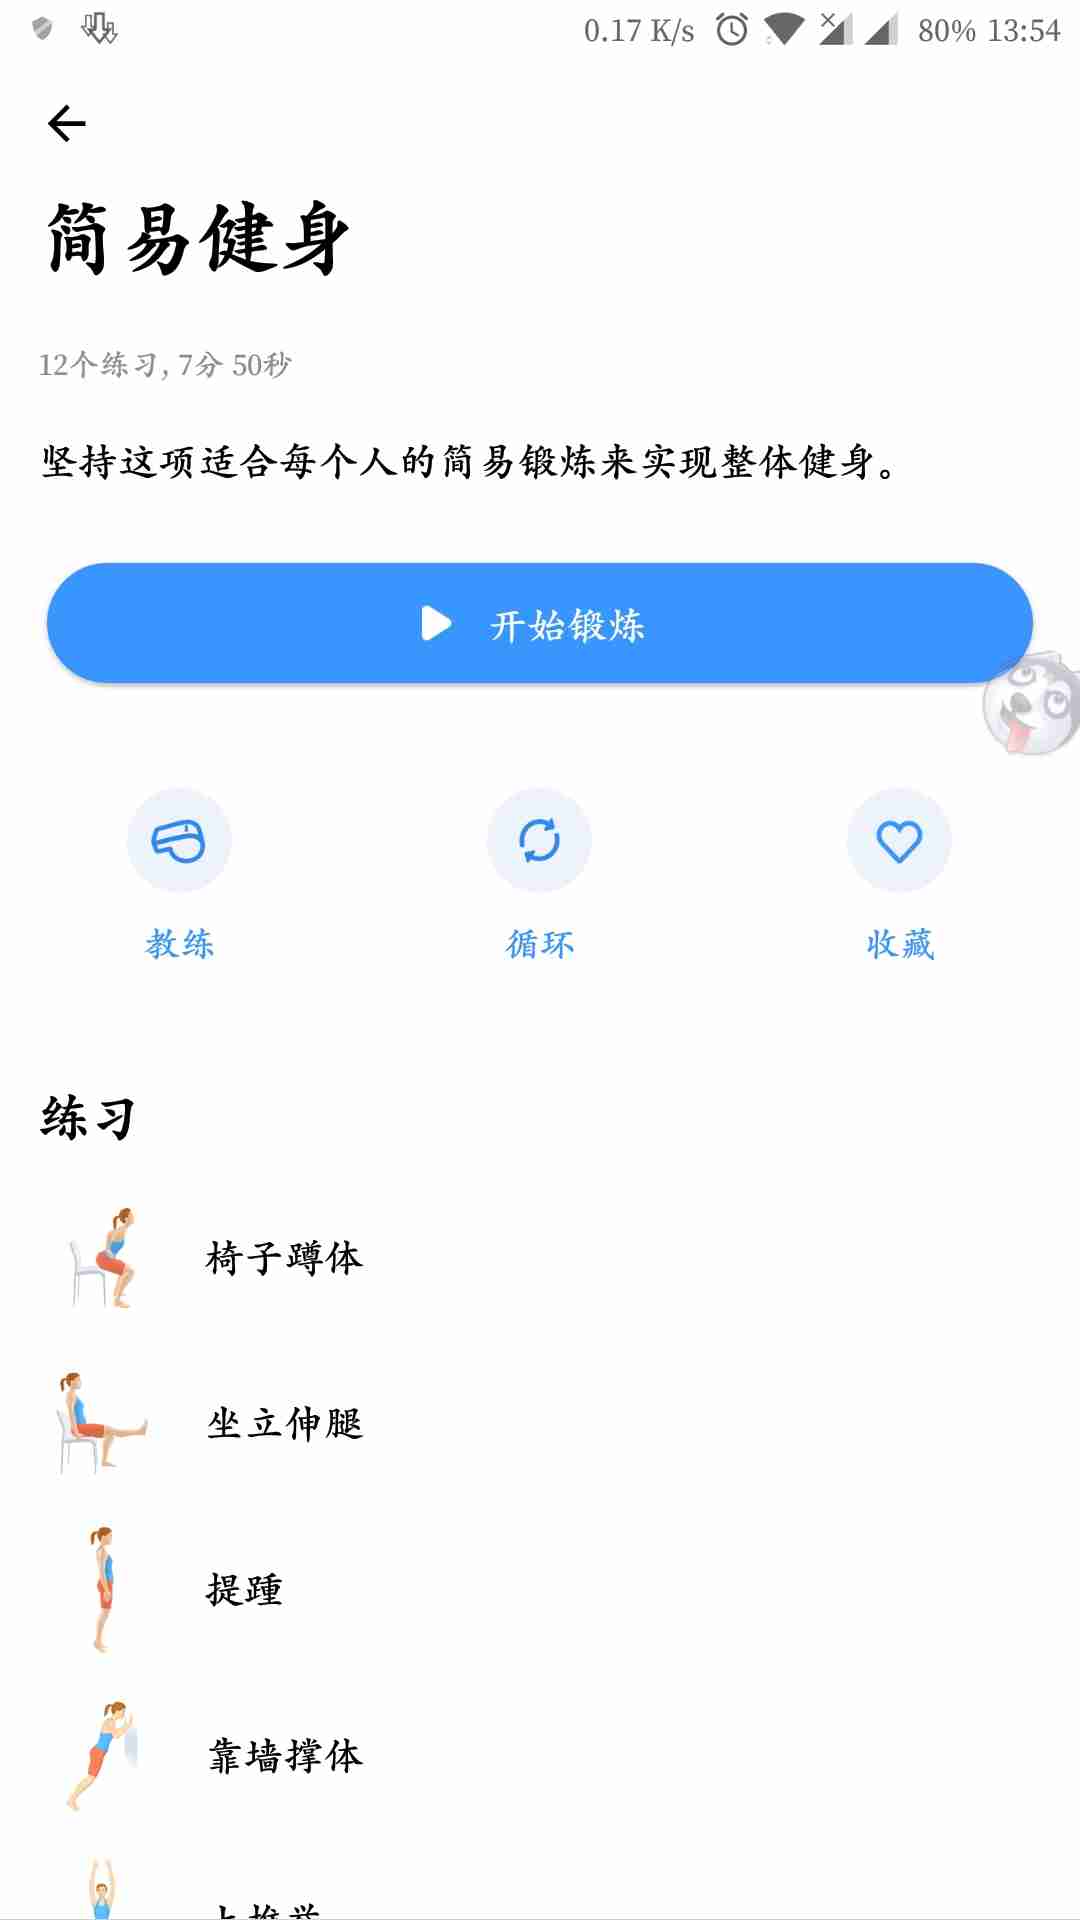 0.17 K/s 80% 13:54
简易健身
12个练习, 7分 50秒
坚持这项适合每个人的简易锻炼来实现整体健身。
开始锻炼
教练 循环 收藏
练习
椅子蹲体
坐立伸腿
提踵
靠墙撑体
上推举